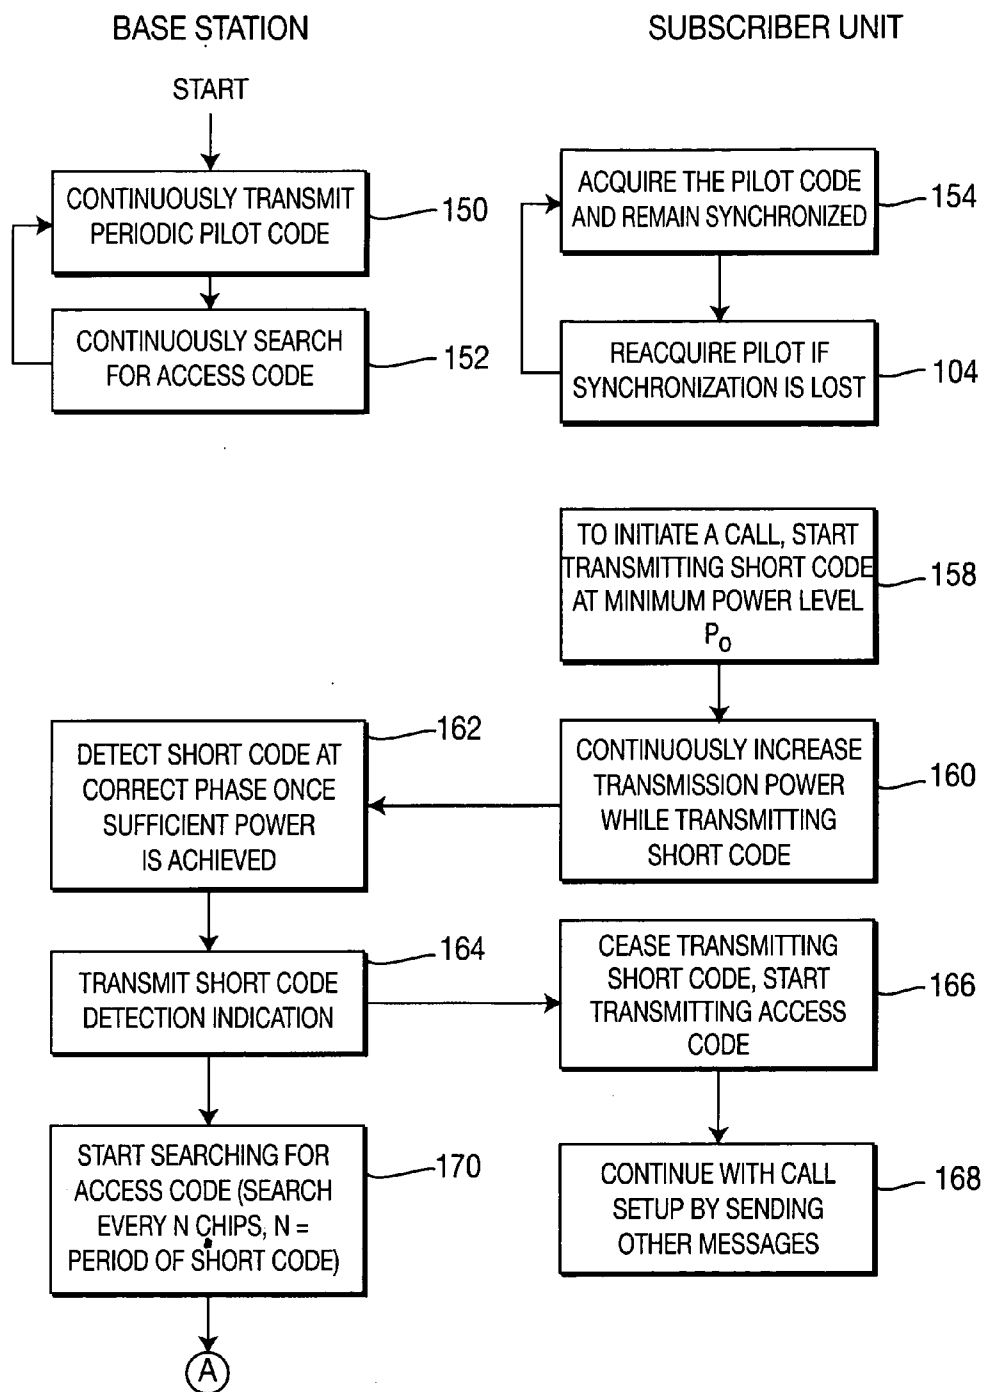 BASE STATION
SUBSCRIBER UNIT
START
CONTINUOUSLY TRANSMIT
PERIODIC PILOT CODE
150
CONTINUOUSLY SEARCH
FOR ACCESS CODE
152
ACQUIRE THE PILOT CODE
AND REMAIN SYNCHRONIZED
154
REACQUIRE PILOT IF
SYNCHRONIZATION IS LOST
104
TO INITIATE A CALL, START
TRANSMITTING SHORT CODE
AT MINIMUM POWER LEVEL
P0
158
CONTINUOUSLY INCREASE
TRANSMISSION POWER
WHILE TRANSMITTING
SHORT CODE
160
DETECT SHORT CODE AT
CORRECT PHASE ONCE
SUFFICIENT POWER
IS ACHIEVED
162
TRANSMIT SHORT CODE
DETECTION INDICATION
164
CEASE TRANSMITTING
SHORT CODE, START
TRANSMITTING ACCESS
CODE
166
START SEARCHING FOR
ACCESS CODE (SEARCH
EVERY N CHIPS, N =
PERIOD OF SHORT CODE)
170
CONTINUE WITH CALL
SETUP BY SENDING
OTHER MESSAGES
168
A